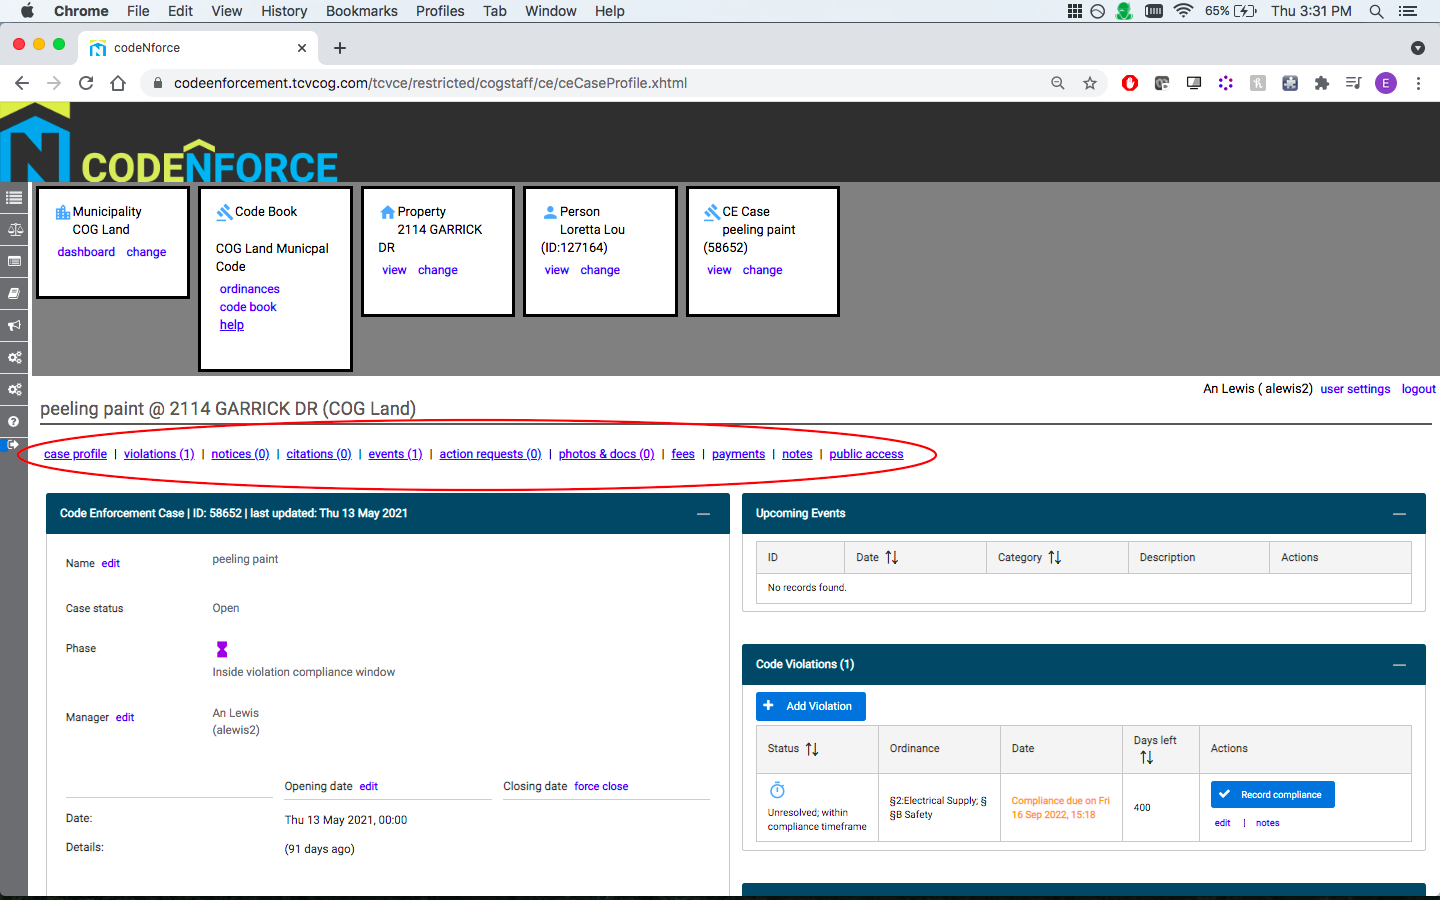 Chrome File Edit View History Bookmarks Profiles Tab Window Help 65% Thu 3:31 PM
codeNforce
codeenforcement.tcvcog.com/tcvce/restricted/cogstaff/ce/ceCaseProfile.xhtml E
CODENFORCE
Municipality
COG Land
dashboard change
Code Book
COG Land Municpal
Code
ordinances
code book
help
Property
2114 GARRICK
DR
view change
Person
Loretta Lou
(ID:127164)
view change
CE Case
peeling paint
(58652)
view change
An Lewis ( alewis2) user settings logout
peeling paint @ 2114 GARRICK DR (COG Land)
case profile | violations (1) | notices (0) | citations (0) | events (1) | action requests (0) | photos & docs (0) | fees | payments | notes | public access
Code Enforcement Case | ID: 58652 | last updated: Thu 13 May 2021
Name edit peeling paint
Case status Open
Phase
Inside violation compliance window
Manager edit An Lewis
(alewis2)
Opening date edit Closing date force close
Date: Thu 13 May 2021, 00:00
Details: (91 days ago)
Upcoming Events
ID Date Category Description Actions
No records found.
Code Violations (1)
Add Violation
Status Ordinance Date Days left Actions
Unresolved; within
compliance timeframe
§2:Electrical Supply; §
§B Safety
Compliance due on Fri
16 Sep 2022, 15:18
400
Record compliance
edit | notes